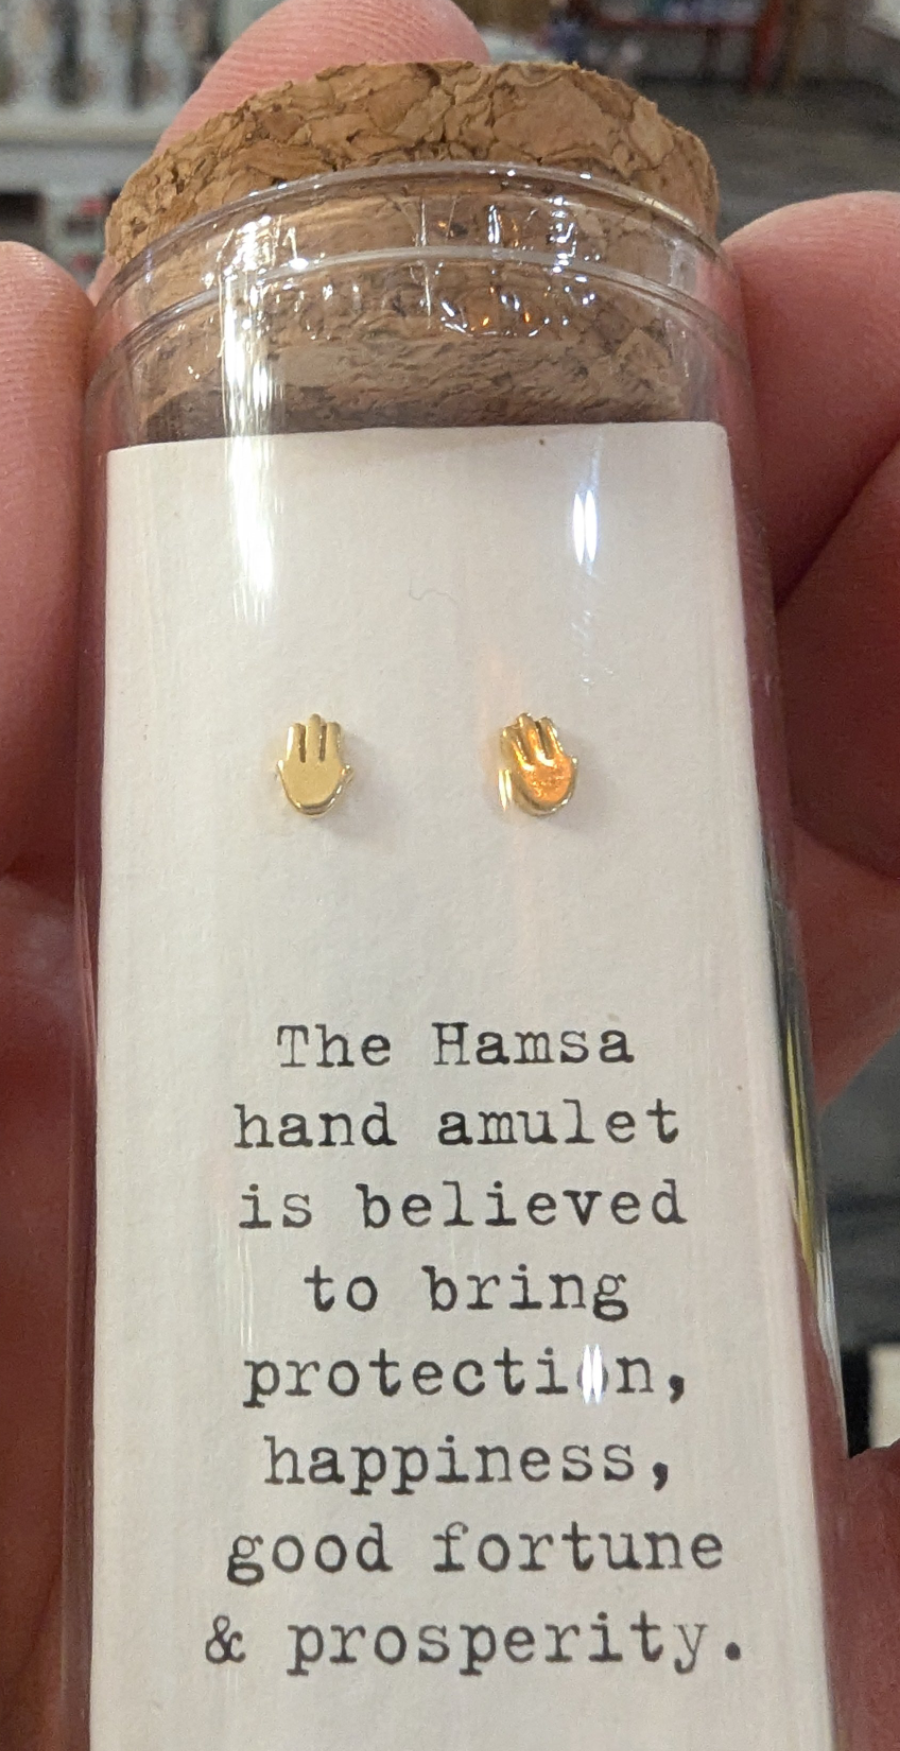 The Hamsa
hand amulet
is believed
to bring
protection,
happiness,
good fortune
& prosperity.